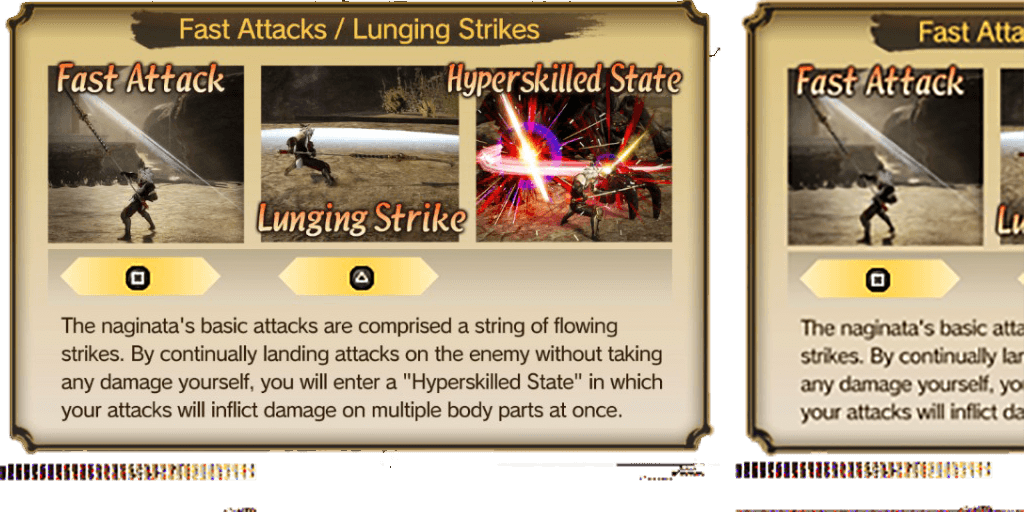 Fast Attacks / Lunging Strikes
Fast Attack
Hyperskilled State
Lunging Strike
The naginata's basic attacks are comprised a string of flowing
strikes. By continually landing attacks on the enemy without taking
any damage yourself, you will enter a "Hyperskilled State" in which
your attacks will inflict damage on multiple body parts at once.
Fast Atta
Fast Attack
Lu
The naginata's basic atta
strikes. By continually lan
any damage yourself, you
your attacks will inflict da